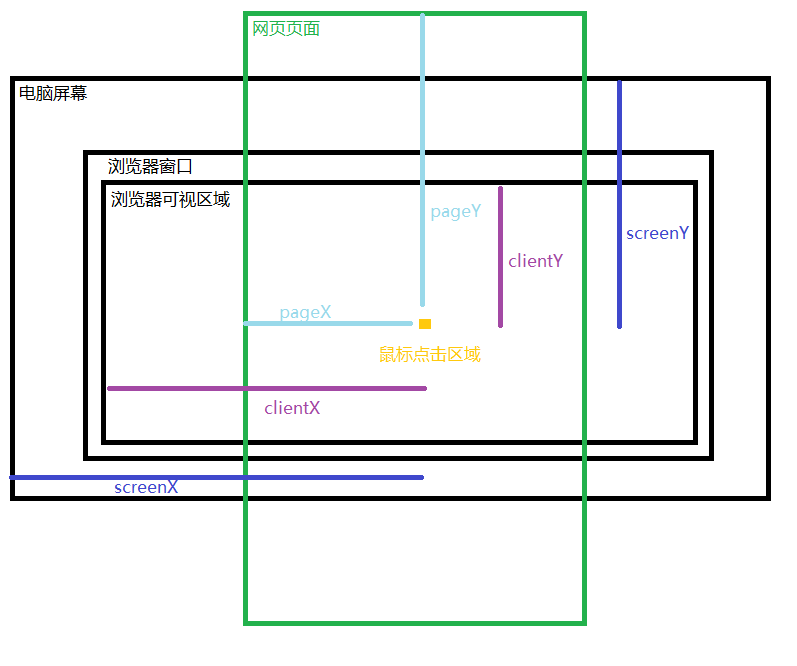 网页页面
电脑屏幕
浏览器窗口
浏览器可视区域
pageY
screenY
clientY
pageX
鼠标点击区域
clientX
screenX